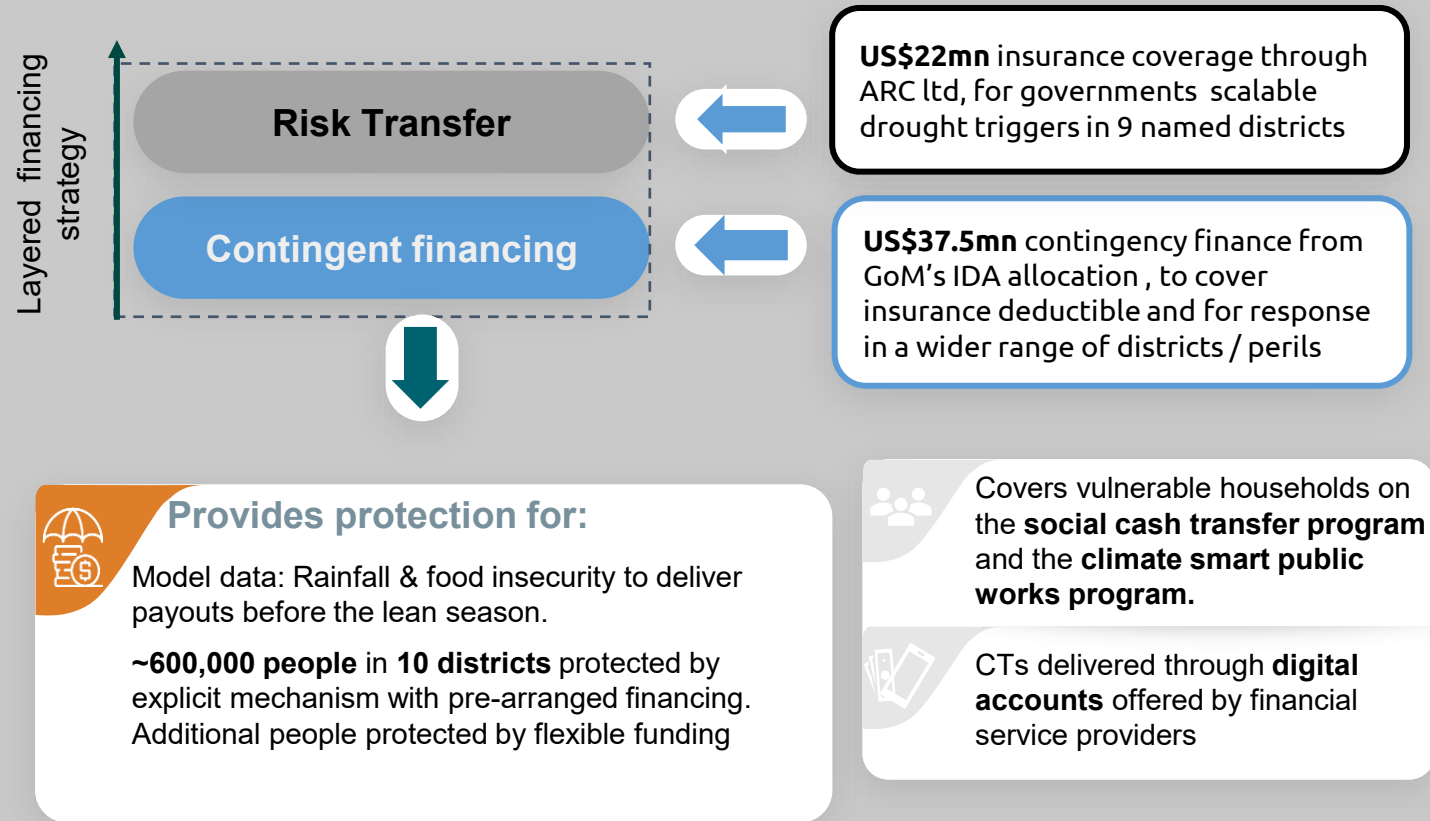 Layered financing
strategy
Risk Transfer
Contingent financing
US$22mn insurance coverage through
ARC ltd, for governments scalable
drought triggers in 9 named districts
US$37.5mn contingency finance from
GoM's IDA allocation , to cover
insurance deductible and for response
in a wider range of districts / perils
Provides protection for:
Model data: Rainfall & food insecurity to deliver
payouts before the lean season.
~600,000 people in 10 districts protected by
explicit mechanism with pre-arranged financing.
Additional people protected by flexible funding
Covers vulnerable households on
the social cash transfer program
and the climate smart public
works program.
CTs delivered through digital
accounts offered by financial
service providers